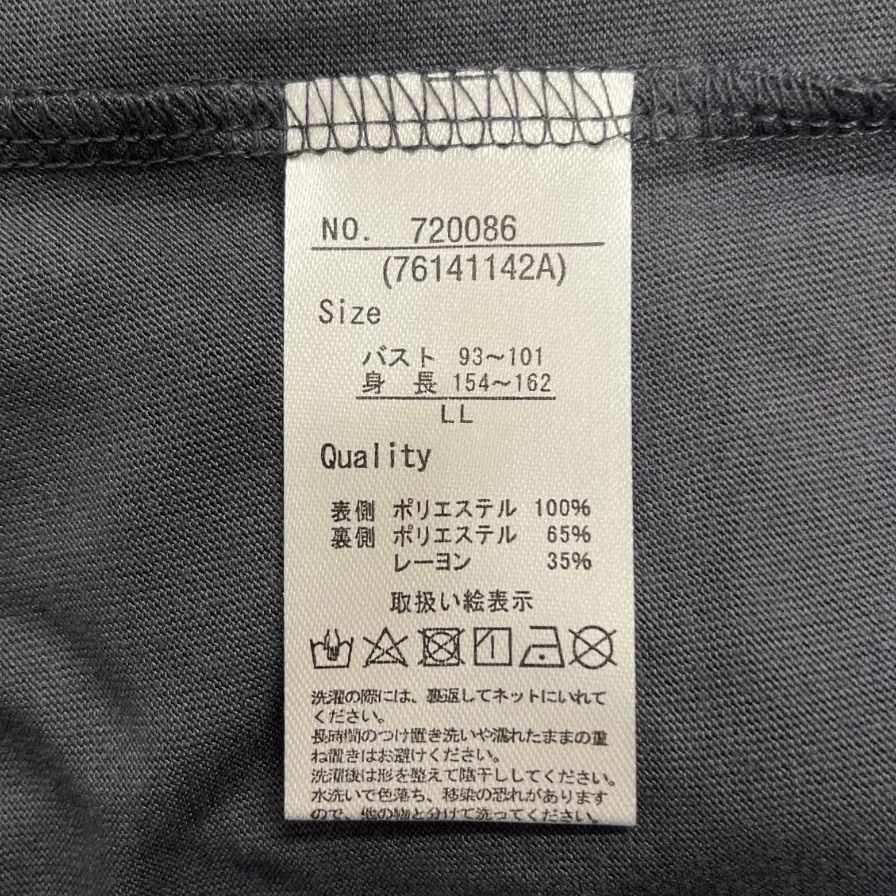 NO. 720086
(76141142A)
Size
バスト 93～101
身 長 154～162
LL
Quality
表側 ポリエステル 100%
裏側 ポリエステル 65%
レーヨン 35%
取扱い絵表示
洗濯の際には、裏返してネットにいれて
ください。
長時間のつけ置き洗いや濡れたままの重
ね置きはお避けください。
洗濯後は形を整えて陰干ししてください。
水洗いで色落ち、移染の恐れがあります
ので、他の物と分けて洗ってください。